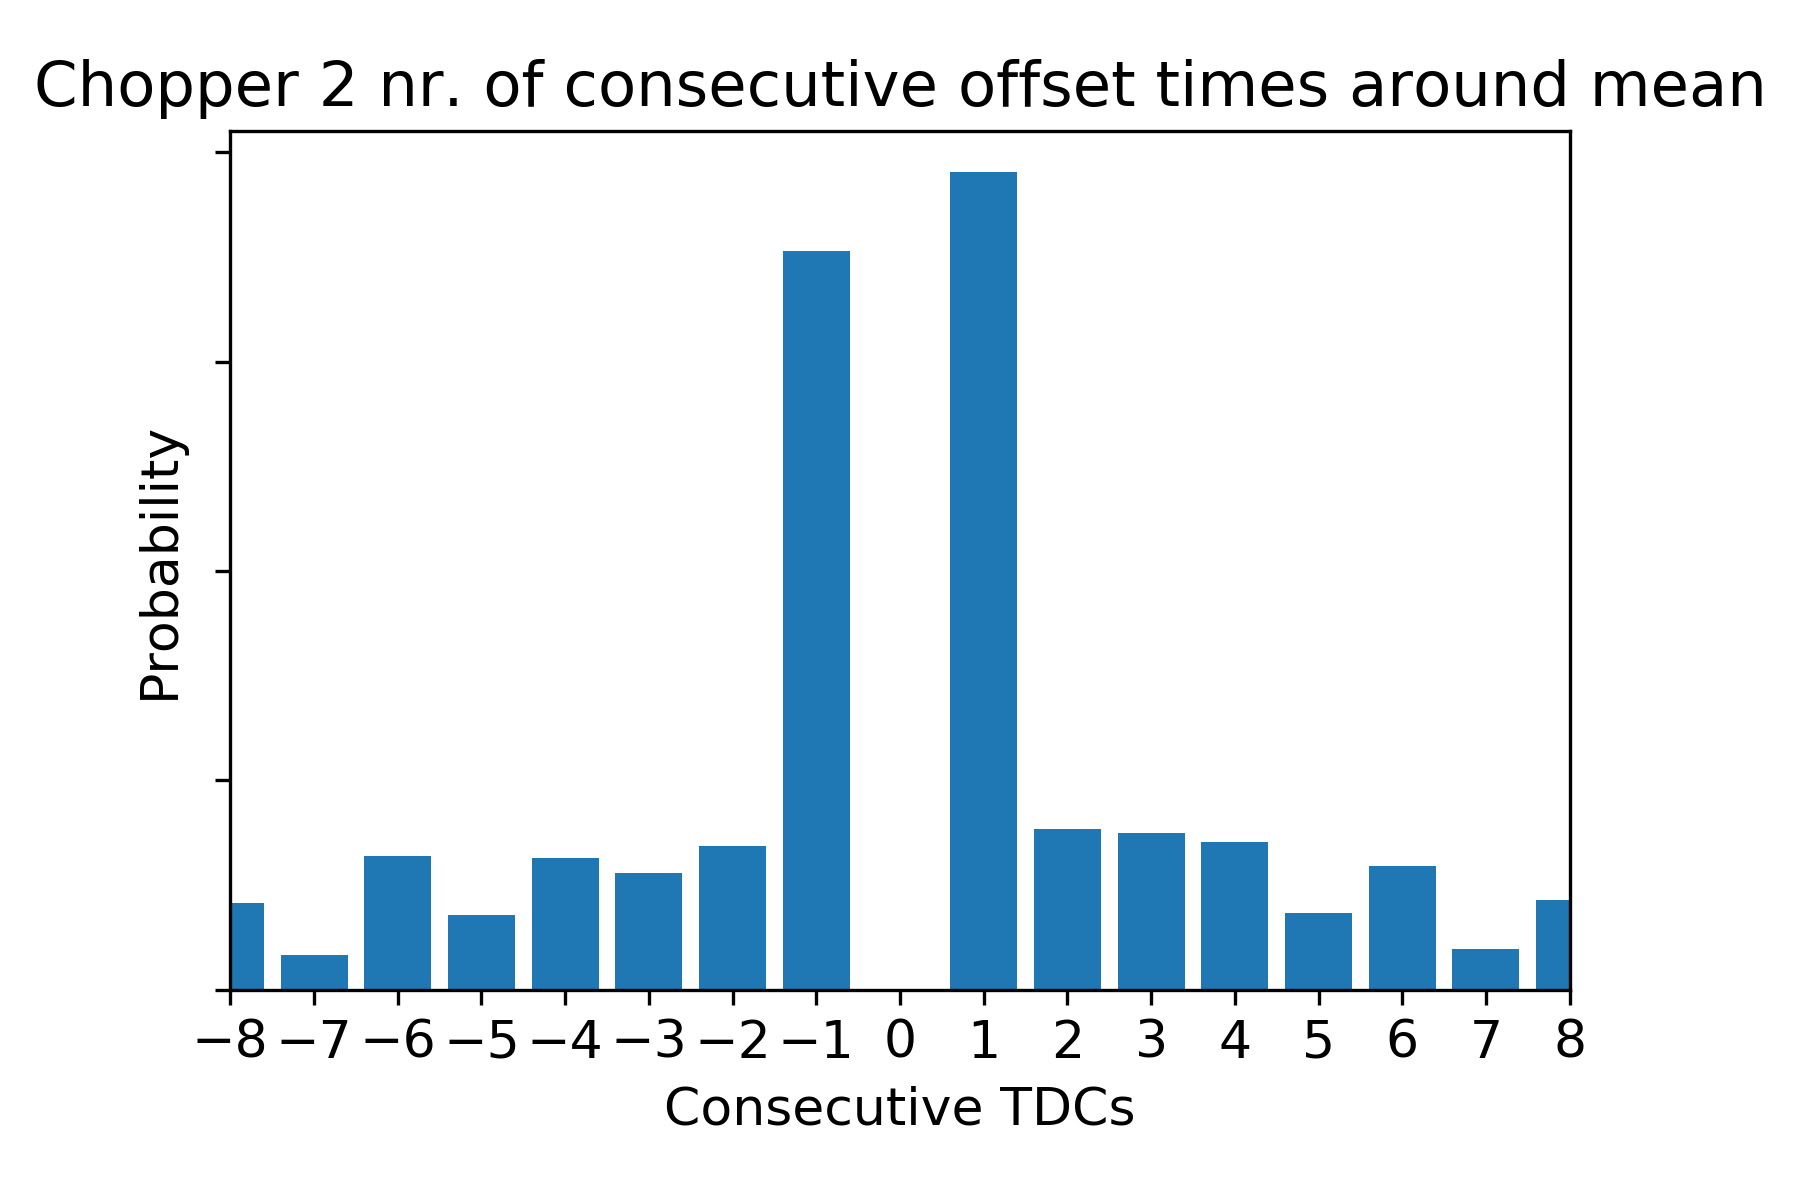 Chopper 2 nr. of consecutive offset times around mean
Probability
−8 −7 −6 −5 −4 −3 −2 −1 0 1 2 3 4 5 6 7 8
Consecutive TDCs